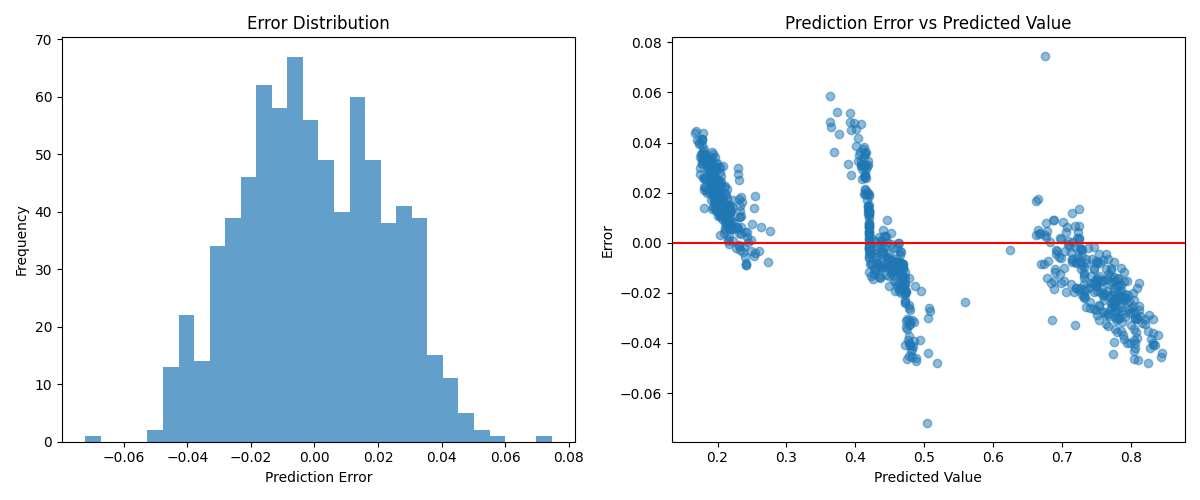 Error Distribution
70
60
50
40
30
20
10
0
Frequency
−0.06 −0.04 −0.02 0.00 0.02 0.04 0.06 0.08
Prediction Error
Prediction Error vs Predicted Value
0.08
0.06
0.04
0.02
0.00
−0.02
−0.04
−0.06
Error
0.2 0.3 0.4 0.5 0.6 0.7 0.8
Predicted Value